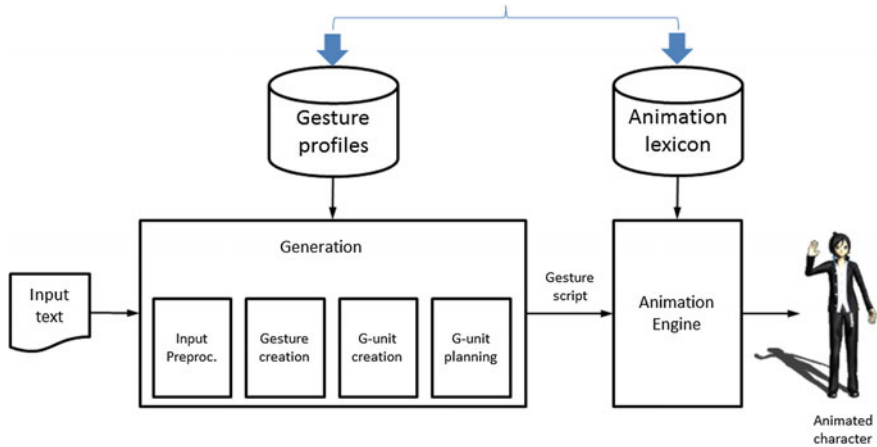 Gesture
profiles
Animation
lexicon
Generation
Input
text
Input
Preproc.
Gesture
creation
G-unit
creation
G-unit
planning
Gesture
script
Animation
Engine
Animated
character